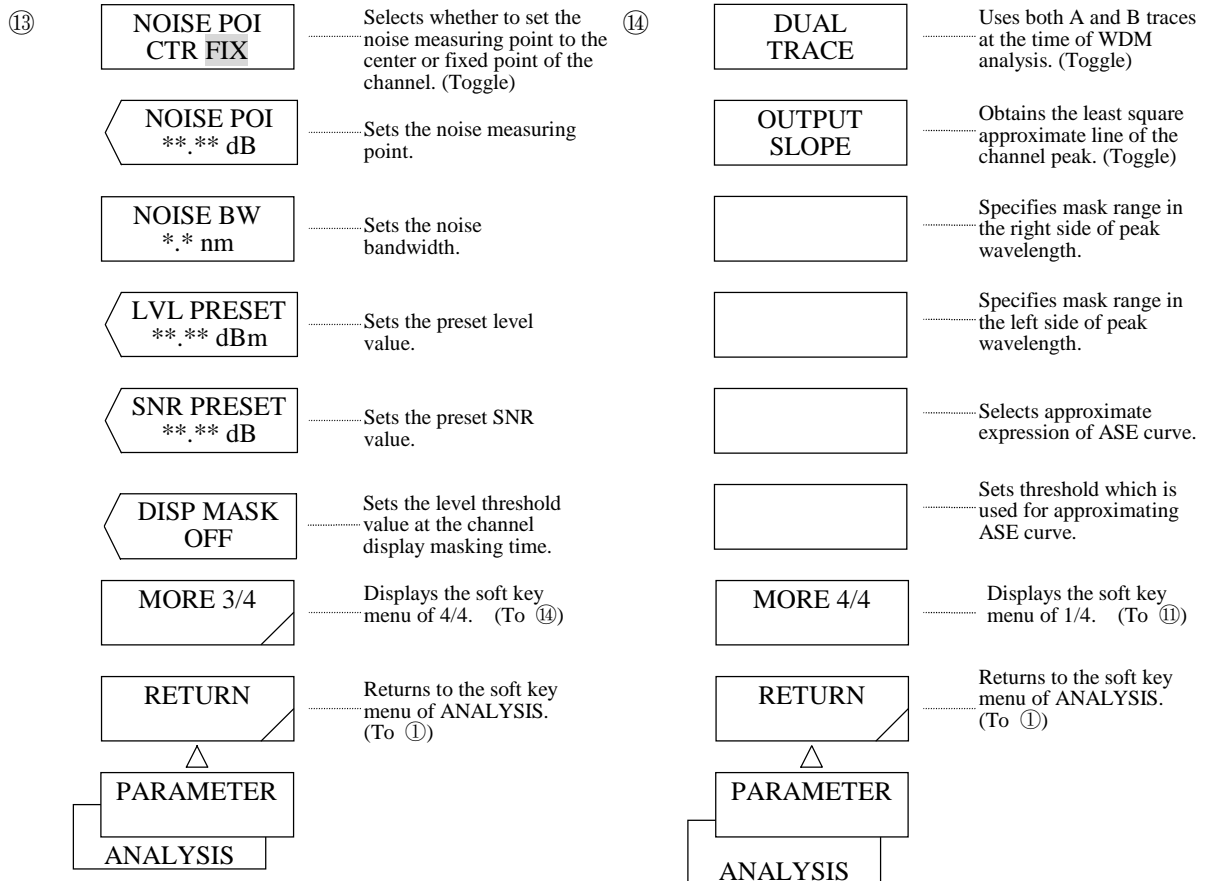 ⑬
NOISE POI
CTR FIX
Selects whether to set the
noise measuring point to the
center or fixed point of the
channel. (Toggle)
NOISE POI
**.** dB
Sets the noise measuring
point.
NOISE BW
*.* nm
Sets the noise
bandwidth.
LVL PRESET
**.** dBm
Sets the preset level
value.
SNR PRESET
**.** dB
Sets the preset SNR
value.
DISP MASK
OFF
Sets the level threshold
value at the channel
display masking time.
MORE 3/4
Displays the soft key
menu of 4/4. (To ⑭)
RETURN
Returns to the soft key
menu of ANALYSIS.
(To ①)
PARAMETER
ANALYSIS
⑭
DUAL
TRACE
Uses both A and B traces
at the time of WDM
analysis. (Toggle)
OUTPUT
SLOPE
Obtains the least square
approximate line of the
channel peak. (Toggle)
Specifies mask range in
the right side of peak
wavelength.
Specifies mask range in
the left side of peak
wavelength.
Selects approximate
expression of ASE curve.
Sets threshold which is
used for approximating
ASE curve.
MORE 4/4
Displays the soft key
menu of 1/4. (To ⑪)
RETURN
Returns to the soft key
menu of ANALYSIS.
(To ①)
PARAMETER
ANALYSIS